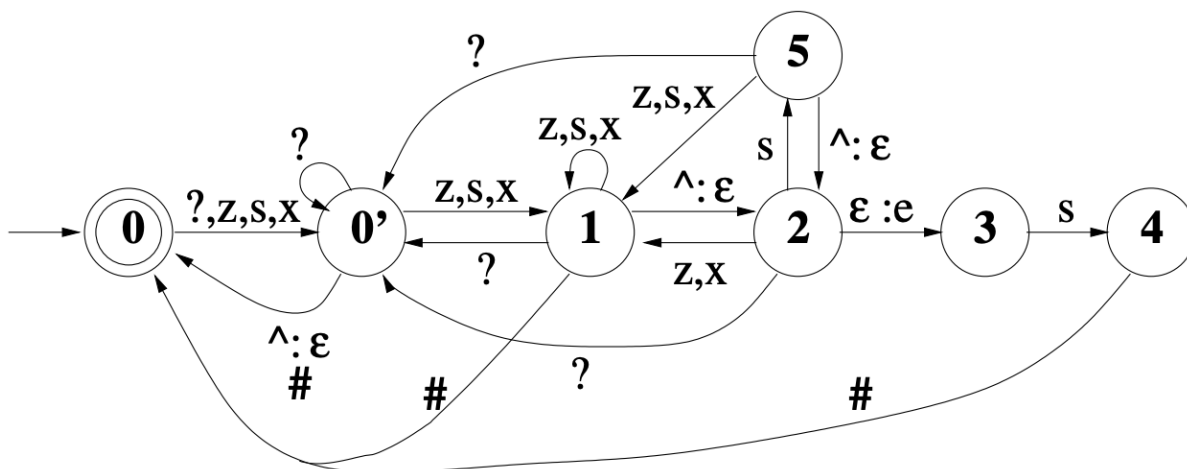 5
?
z,s,x
z,s,x
?
s
^: ε
z,s,x
^: ε
ε :e
s
?,z,s,x
0
0’
1
2
3
4
?
z,x
^: ε
#
#
?
#